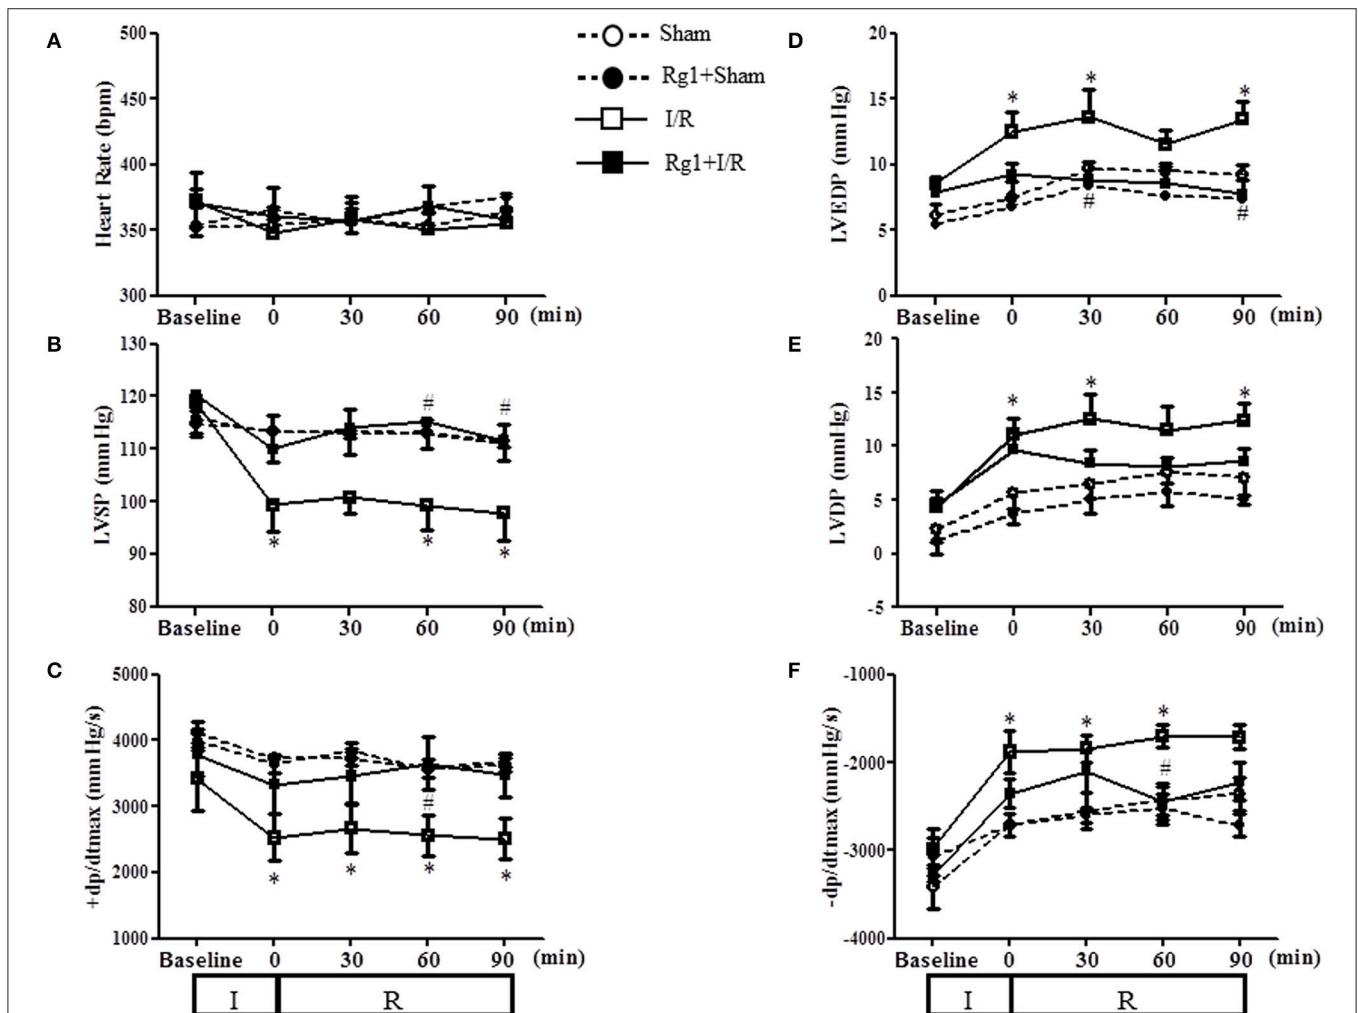 A
500
450
400
350
300
Heart Rate (bpm)
Baseline 0 30 60 90 (min)
Sham
Rg1+Sham
I/R
Rg1+I/R
D
20
15
10
5
0
LVEDP (mmHg)
* * *
# #
Baseline 0 30 60 90 (min)
B
130
120
110
100
90
80
LVSP (mmHg)
# #
* * *
Baseline 0 30 60 90 (min)
E
20
15
10
5
0
-5
LVDP (mmHg)
* * *
Baseline 0 30 60 90 (min)
C
5000
4000
3000
2000
1000
+dp/dtmax (mmHg/s)
#
* * * *
Baseline 0 30 60 90 (min)
I R
F
-1000
-2000
-3000
-4000
-dp/dtmax (mmHg/s)
* * *
#
Baseline 0 30 60 90 (min)
I R